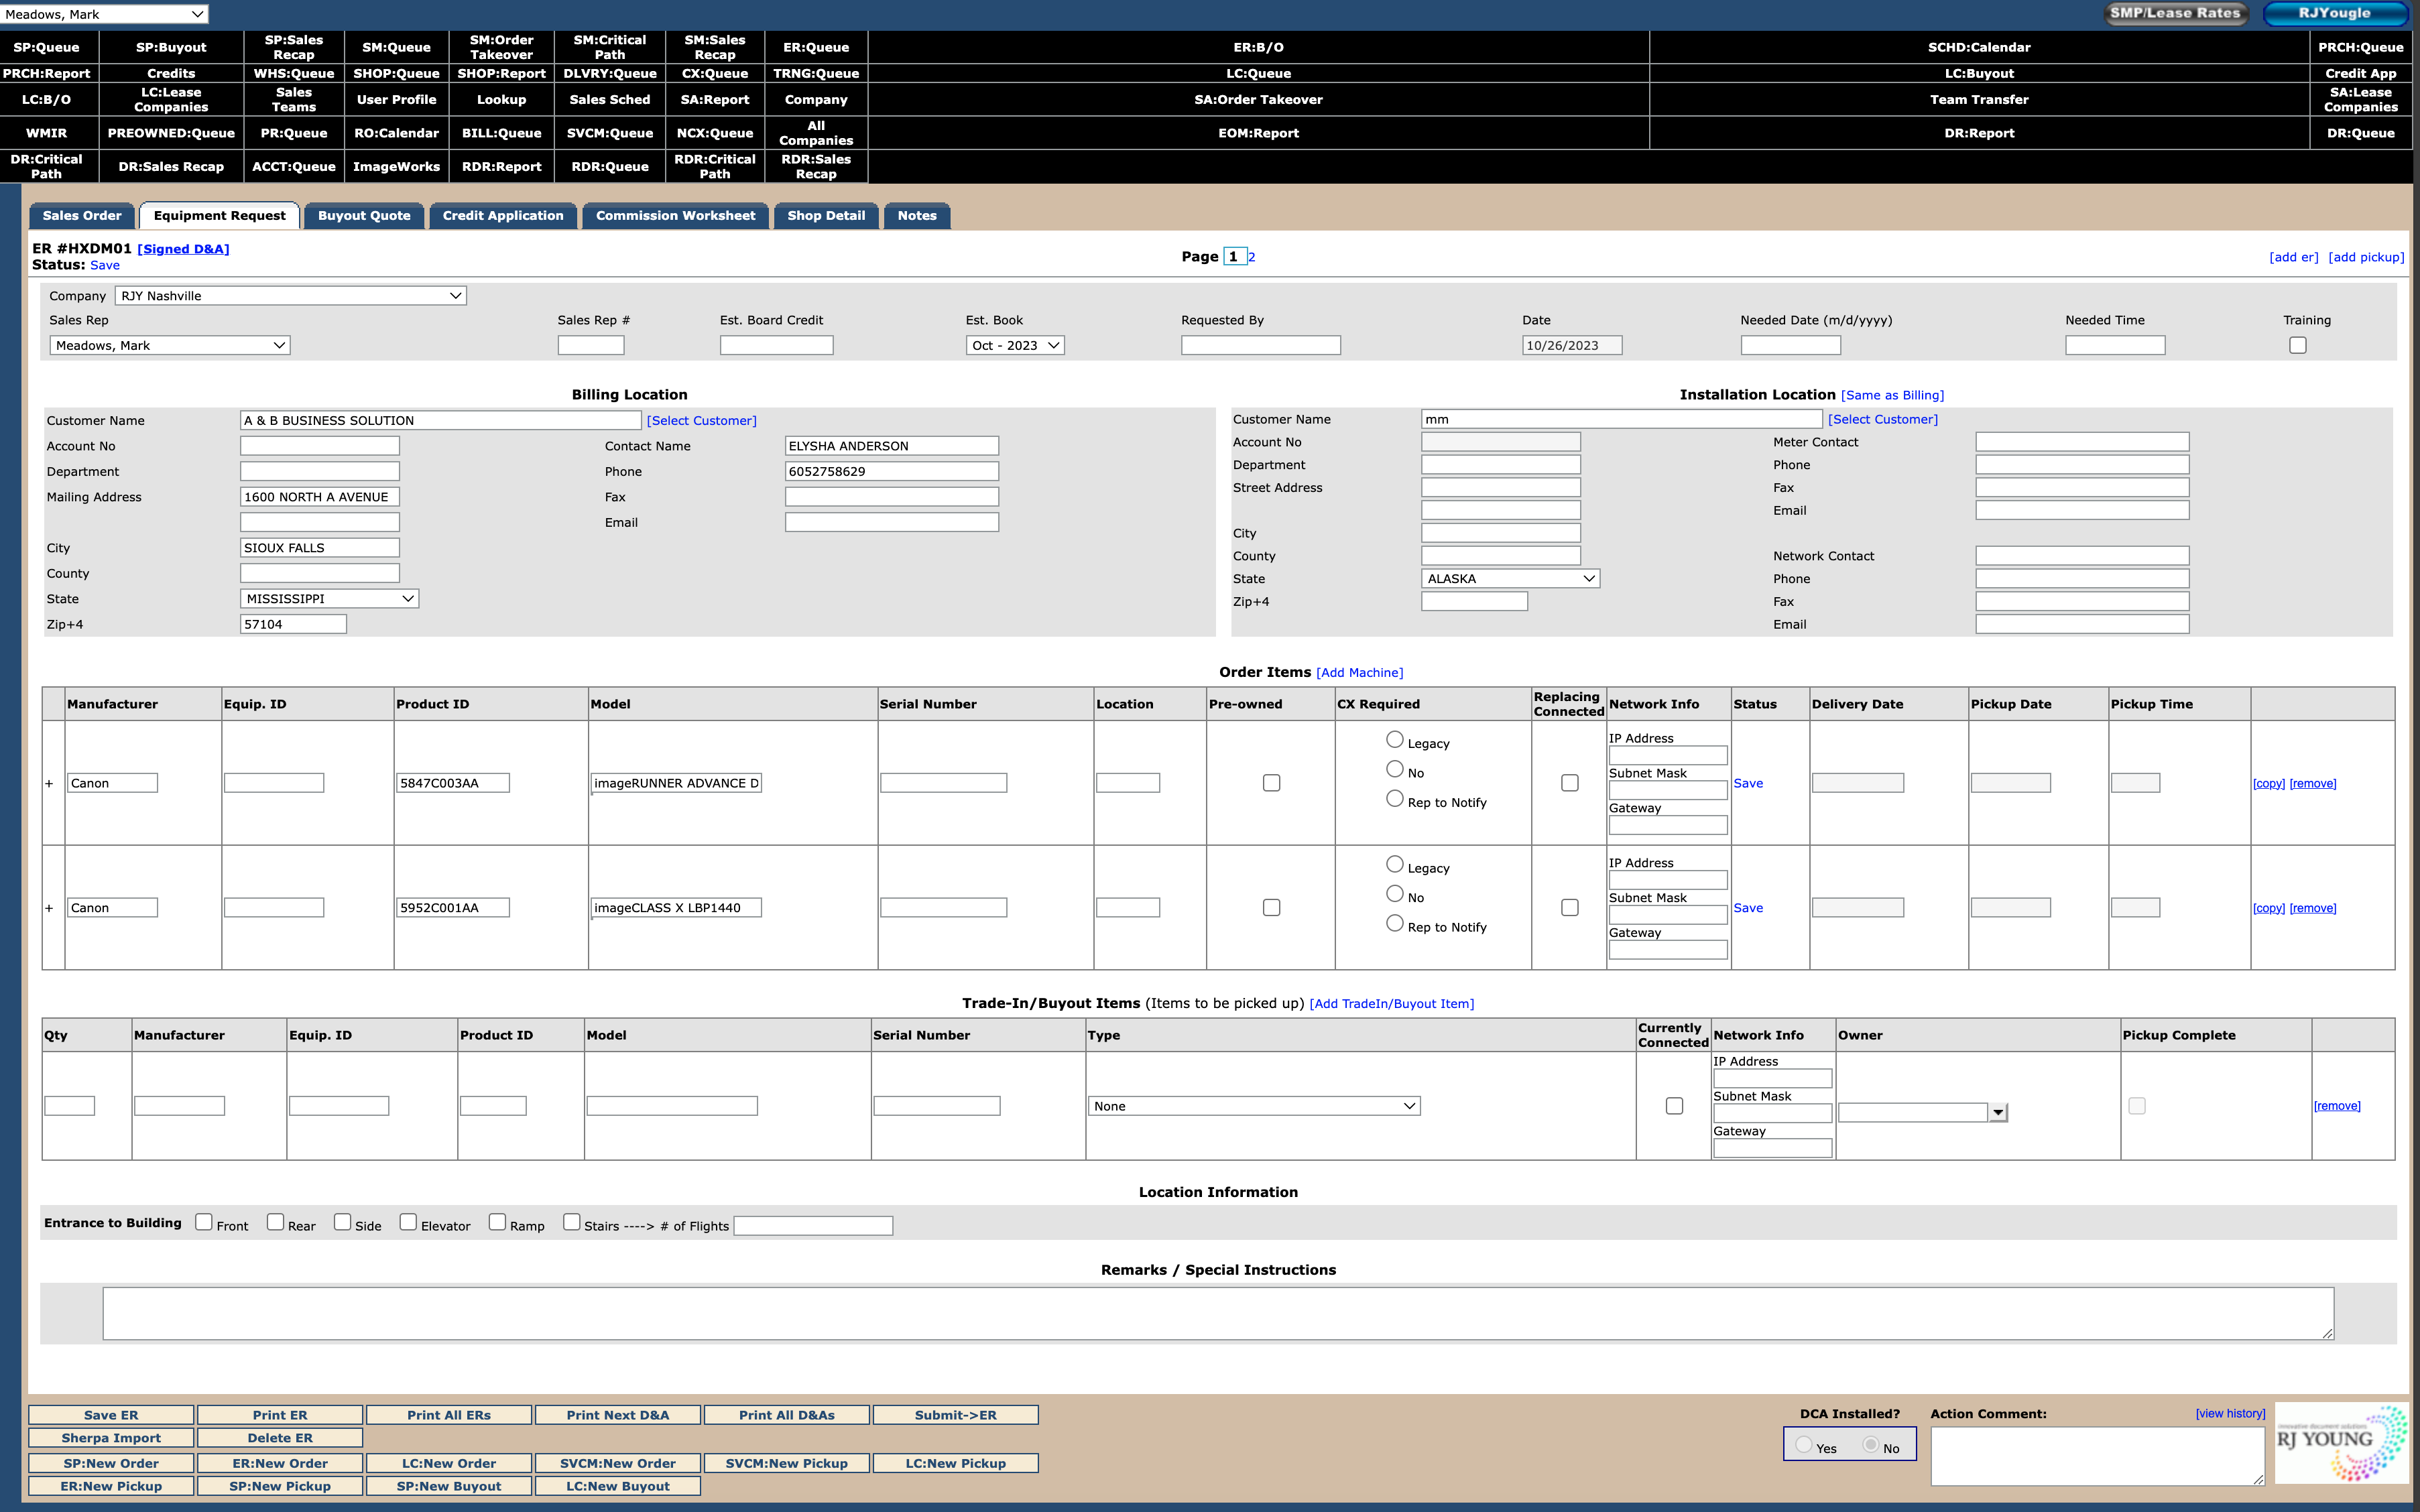 Meadows, Mark
SMP/Lease Rates RJYougle
SP:Queue SP:Buyout SP:Sales Recap SM:Queue SM:Order Takeover SM:Critical Path SM:Sales Recap ER:Queue ER:B/O SCHD:Calendar PRCH:Queue
PRCH:Report Credits WHS:Queue SHOP:Queue SHOP:Report DLVRY:Queue CX:Queue TRNG:Queue LC:Queue LC:Buyout Credit App
LC:B/O LC:Lease Companies Sales Teams User Profile Lookup Sales Sched SA:Report Company SA:Order Takeover Team Transfer SA:Lease Companies
WMIR PREOWNED:Queue PR:Queue RO:Calendar BILL:Queue SVCM:Queue NCX:Queue All Companies EOM:Report DR:Report DR:Queue
DR:Critical Path DR:Sales Recap ACCT:Queue ImageWorks RDR:Report RDR:Queue RDR:Critical Path RDR:Sales Recap
Sales Order Equipment Request Buyout Quote Credit Application Commission Worksheet Shop Detail Notes
ER #HXDM01 [Signed D&A]
Status: Save
Page 1 2
[add er] [add pickup]
Company RJY Nashville
Sales Rep Sales Rep # Est. Board Credit Est. Book Requested By Date Needed Date (m/d/yyyy) Needed Time Training
Meadows, Mark Oct - 2023 10/26/2023
Billing Location
Customer Name A & B BUSINESS SOLUTION [Select Customer]
Account No Contact Name ELYSHA ANDERSON
Department Phone 6052758629
Mailing Address 1600 NORTH A AVENUE Fax
Email
City SIOUX FALLS
County
State MISSISSIPPI
Zip+4 57104
Installation Location [Same as Billing]
Customer Name mm [Select Customer]
Account No Meter Contact
Department Phone
Street Address Fax
Email
City
County Network Contact
State ALASKA Phone
Zip+4 Fax
Email
Order Items [Add Machine]
Manufacturer Equip. ID Product ID Model Serial Number Location Pre-owned CX Required Replacing Connected Network Info Status Delivery Date Pickup Date Pickup Time
+ Canon 5847C003AA imageRUNNER ADVANCE D Legacy No Rep to Notify IP Address Subnet Mask Gateway Save [copy] [remove]
+ Canon 5952C001AA imageCLASS X LBP1440 Legacy No Rep to Notify IP Address Subnet Mask Gateway Save [copy] [remove]
Trade-In/Buyout Items (Items to be picked up) [Add TradeIn/Buyout Item]
Qty Manufacturer Equip. ID Product ID Model Serial Number Type Currently Connected Network Info Owner Pickup Complete
None IP Address Subnet Mask Gateway [remove]
Location Information
Entrance to Building Front Rear Side Elevator Ramp Stairs ----> # of Flights
Remarks / Special Instructions
Save ER Print ER Print All ERs Print Next D&A Print All D&As Submit->ER
Sherpa Import Delete ER
SP:New Order ER:New Order LC:New Order SVCM:New Order SVCM:New Pickup LC:New Pickup
ER:New Pickup SP:New Pickup SP:New Buyout LC:New Buyout
DCA Installed?
Yes No
Action Comment: [view history]
innovative document solutions
RJ YOUNG